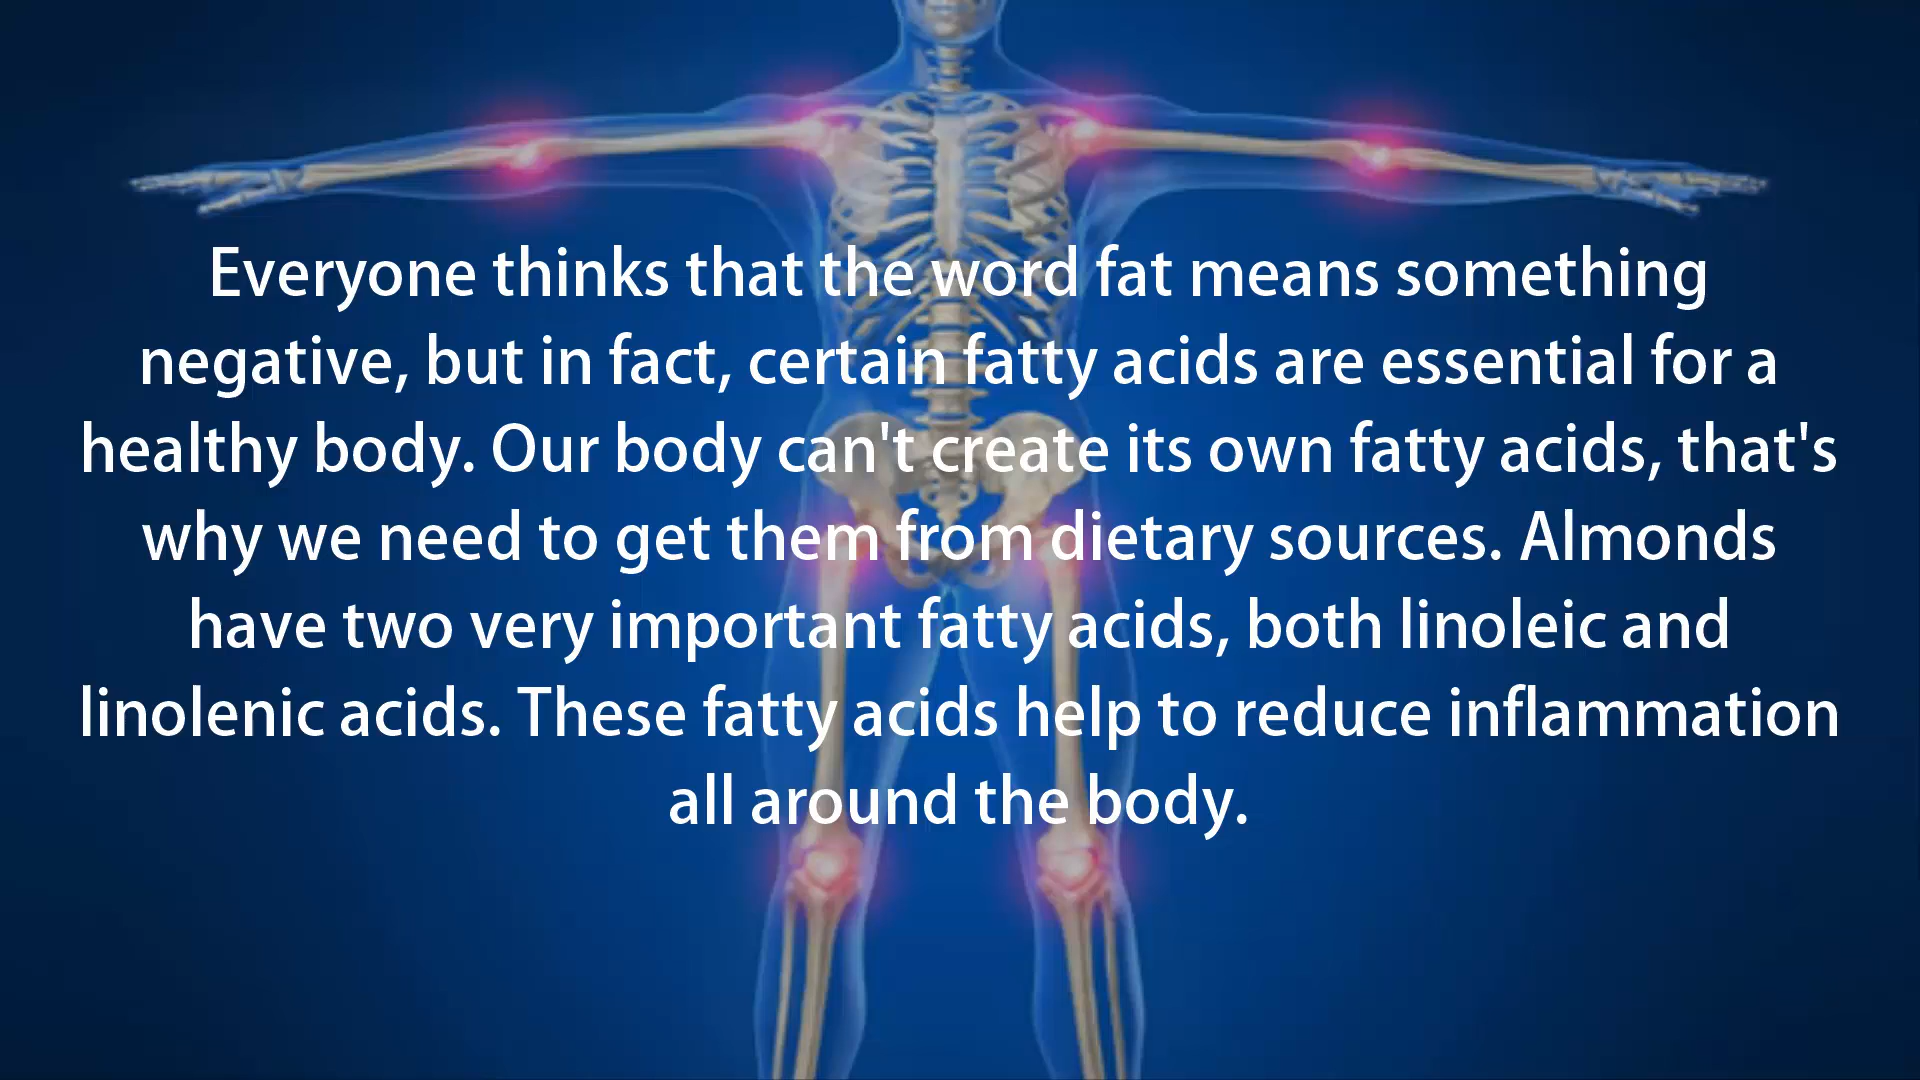 Everyone thinks that the word fat means something
negative, but in fact, certain fatty acids are essential for a
healthy body. Our body can't create its own fatty acids, that's
why we need to get them from dietary sources. Almonds
have two very important fatty acids, both linoleic and
linolenic acids. These fatty acids help to reduce inflammation
all around the body.